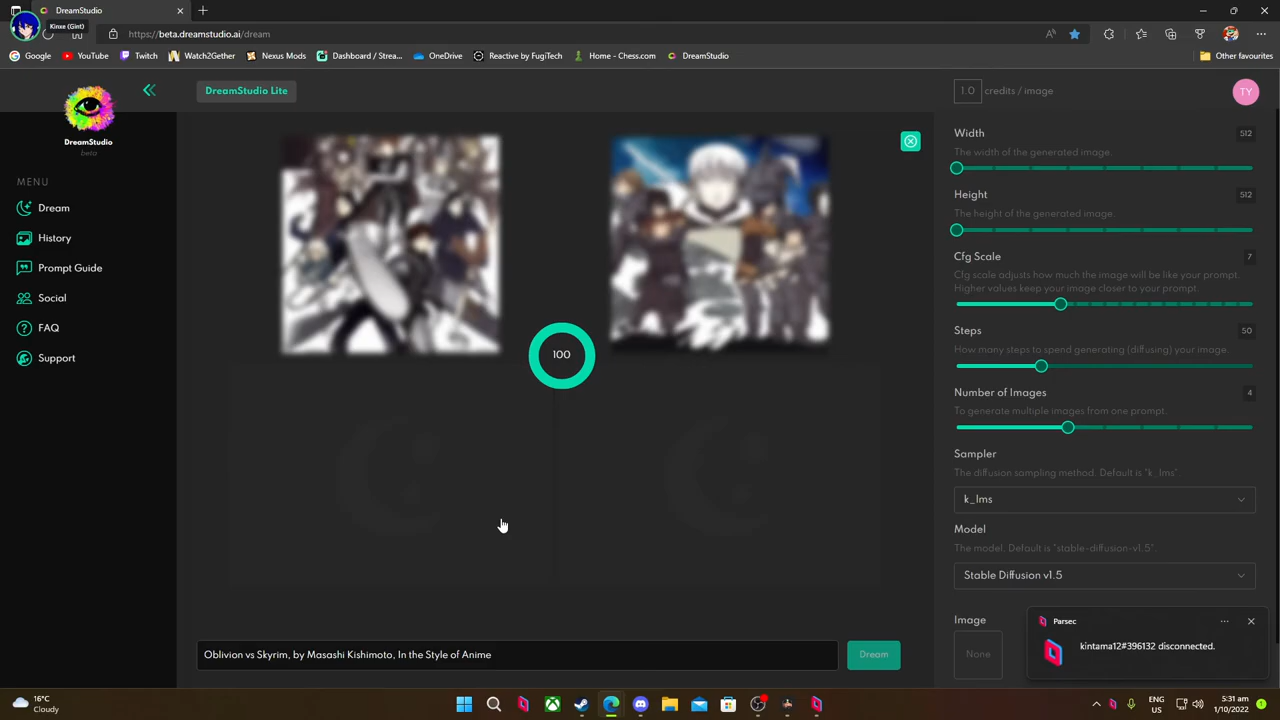 DreamStudio
Kinxe (Gint)
https://beta.dreamstudio.ai/dream
Google
YouTube
Twitch
Watch2Gether
Nexus Mods
Dashboard / Strea...
OneDrive
Reactive by FugiTech
Home - Chess.com
DreamStudio
Other favourites
DreamStudio
beta
MENU
Dream
History
Prompt Guide
Social
FAQ
Support
DreamStudio Lite
100
Oblivion vs Skyrim, by Masashi Kishimoto, In the Style of Anime
Dream
1.0 credits / image
TY
Width 512
The width of the generated image.
Height 512
The height of the generated image.
Cfg Scale 7
Cfg scale adjusts how much the image will be like your prompt.
Higher values keep your image closer to your prompt.
Steps 50
How many steps to spend generating (diffusing) your image.
Number of Images 4
To generate multiple images from one prompt.
Sampler
The diffusion sampling method. Default is "k_lms".
k_lms
Model
The model. Default is "stable-diffusion-v1.5".
Stable Diffusion v1.5
Image
None
Parsec
kintama12#396132 disconnected.
16°C
Cloudy
ENG
US
5:31 am
1/10/2022
1